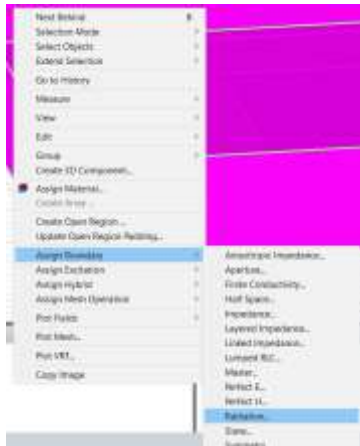 Next Behind B
Selection Mode
Select Objects
Extend Selection
Go to History
Measure
View
Edit
Group
Create 3D Component...
Assign Material...
Create Array...
Create Open Region ...
Update Open Region Padding...
Assign Boundary
Assign Excitation
Assign Hybrid
Assign Mesh Operation
Plot Fields
Plot Mesh...
Plot VRT...
Copy Image
Anisotropic Impedance...
Aperture...
Finite Conductivity...
Half Space...
Impedance...
Layered Impedance...
Linked Impedance...
Lumped RLC...
Master...
Perfect E...
Perfect H...
Radiation...
Slave...
Symmetry...